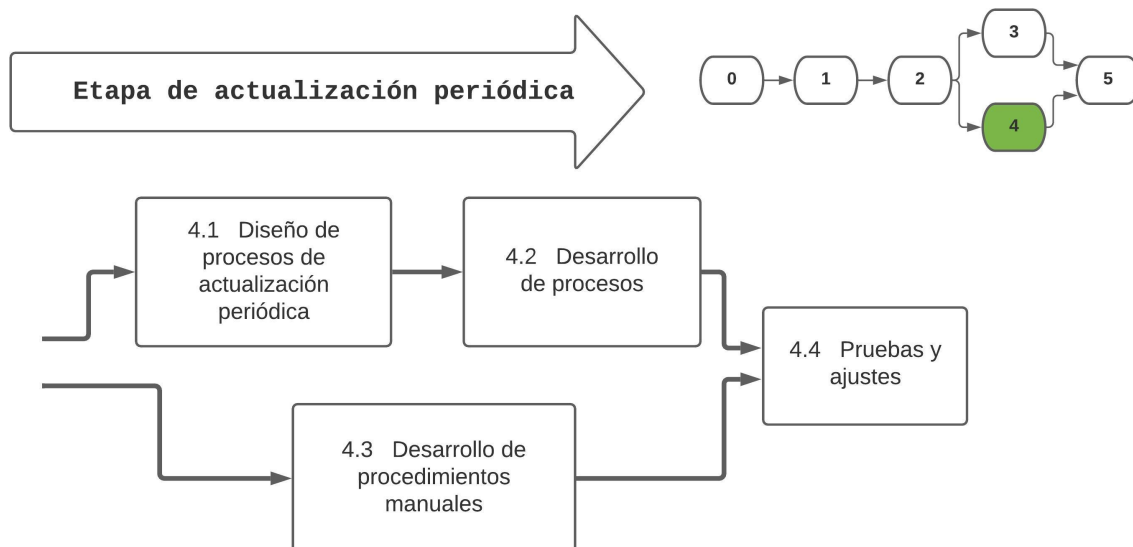 Etapa de actualización periódica
0
1
2
3
4
5
4.1 Diseño de
procesos de
actualización
periódica
4.2 Desarrollo
de procesos
4.3 Desarrollo de
procedimientos
manuales
4.4 Pruebas y
ajustes